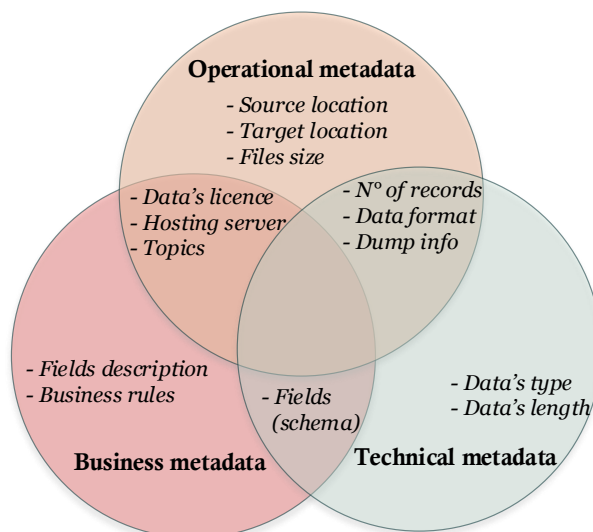 Operational metadata
- Source location
- Target location
- Files size
- Data's licence
- Hosting server
- Topics
- N° of records
- Data format
- Dump info
- Fields description
- Business rules
- Fields
(schema)
- Data's type
- Data's length
Business metadata
Technical metadata